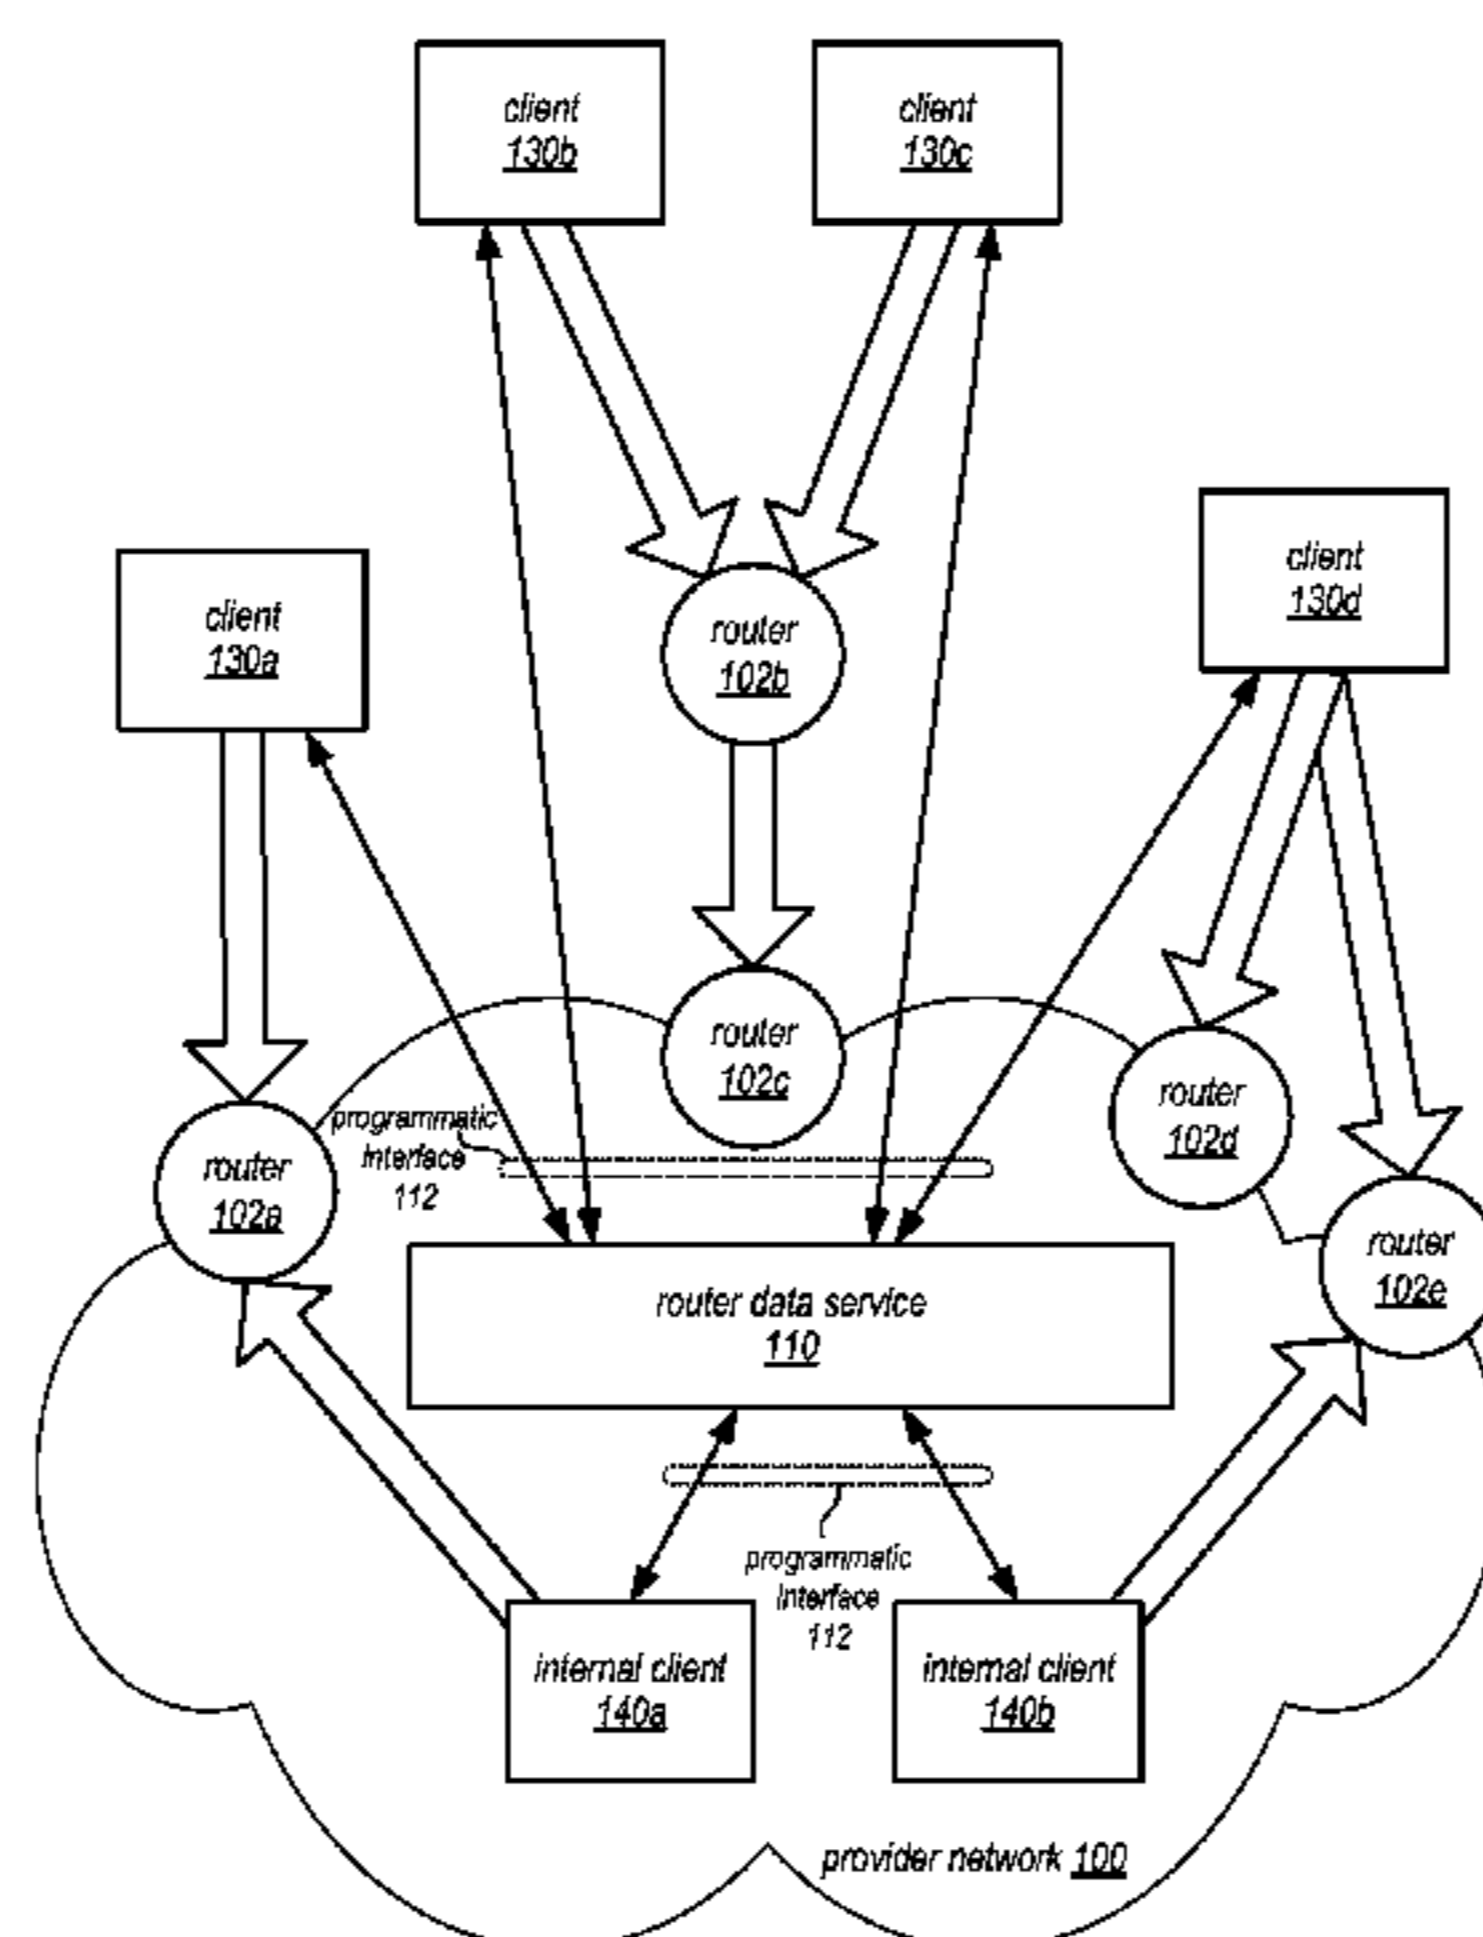 client
130b
client
130c
client
130d
client
130a
router
102b
router
102c
router
102d
programmatic
interface
112
router
102a
router
102e
router data service
110
programmatic
interface
112
internal client
140a
internal client
140b
provider network 100